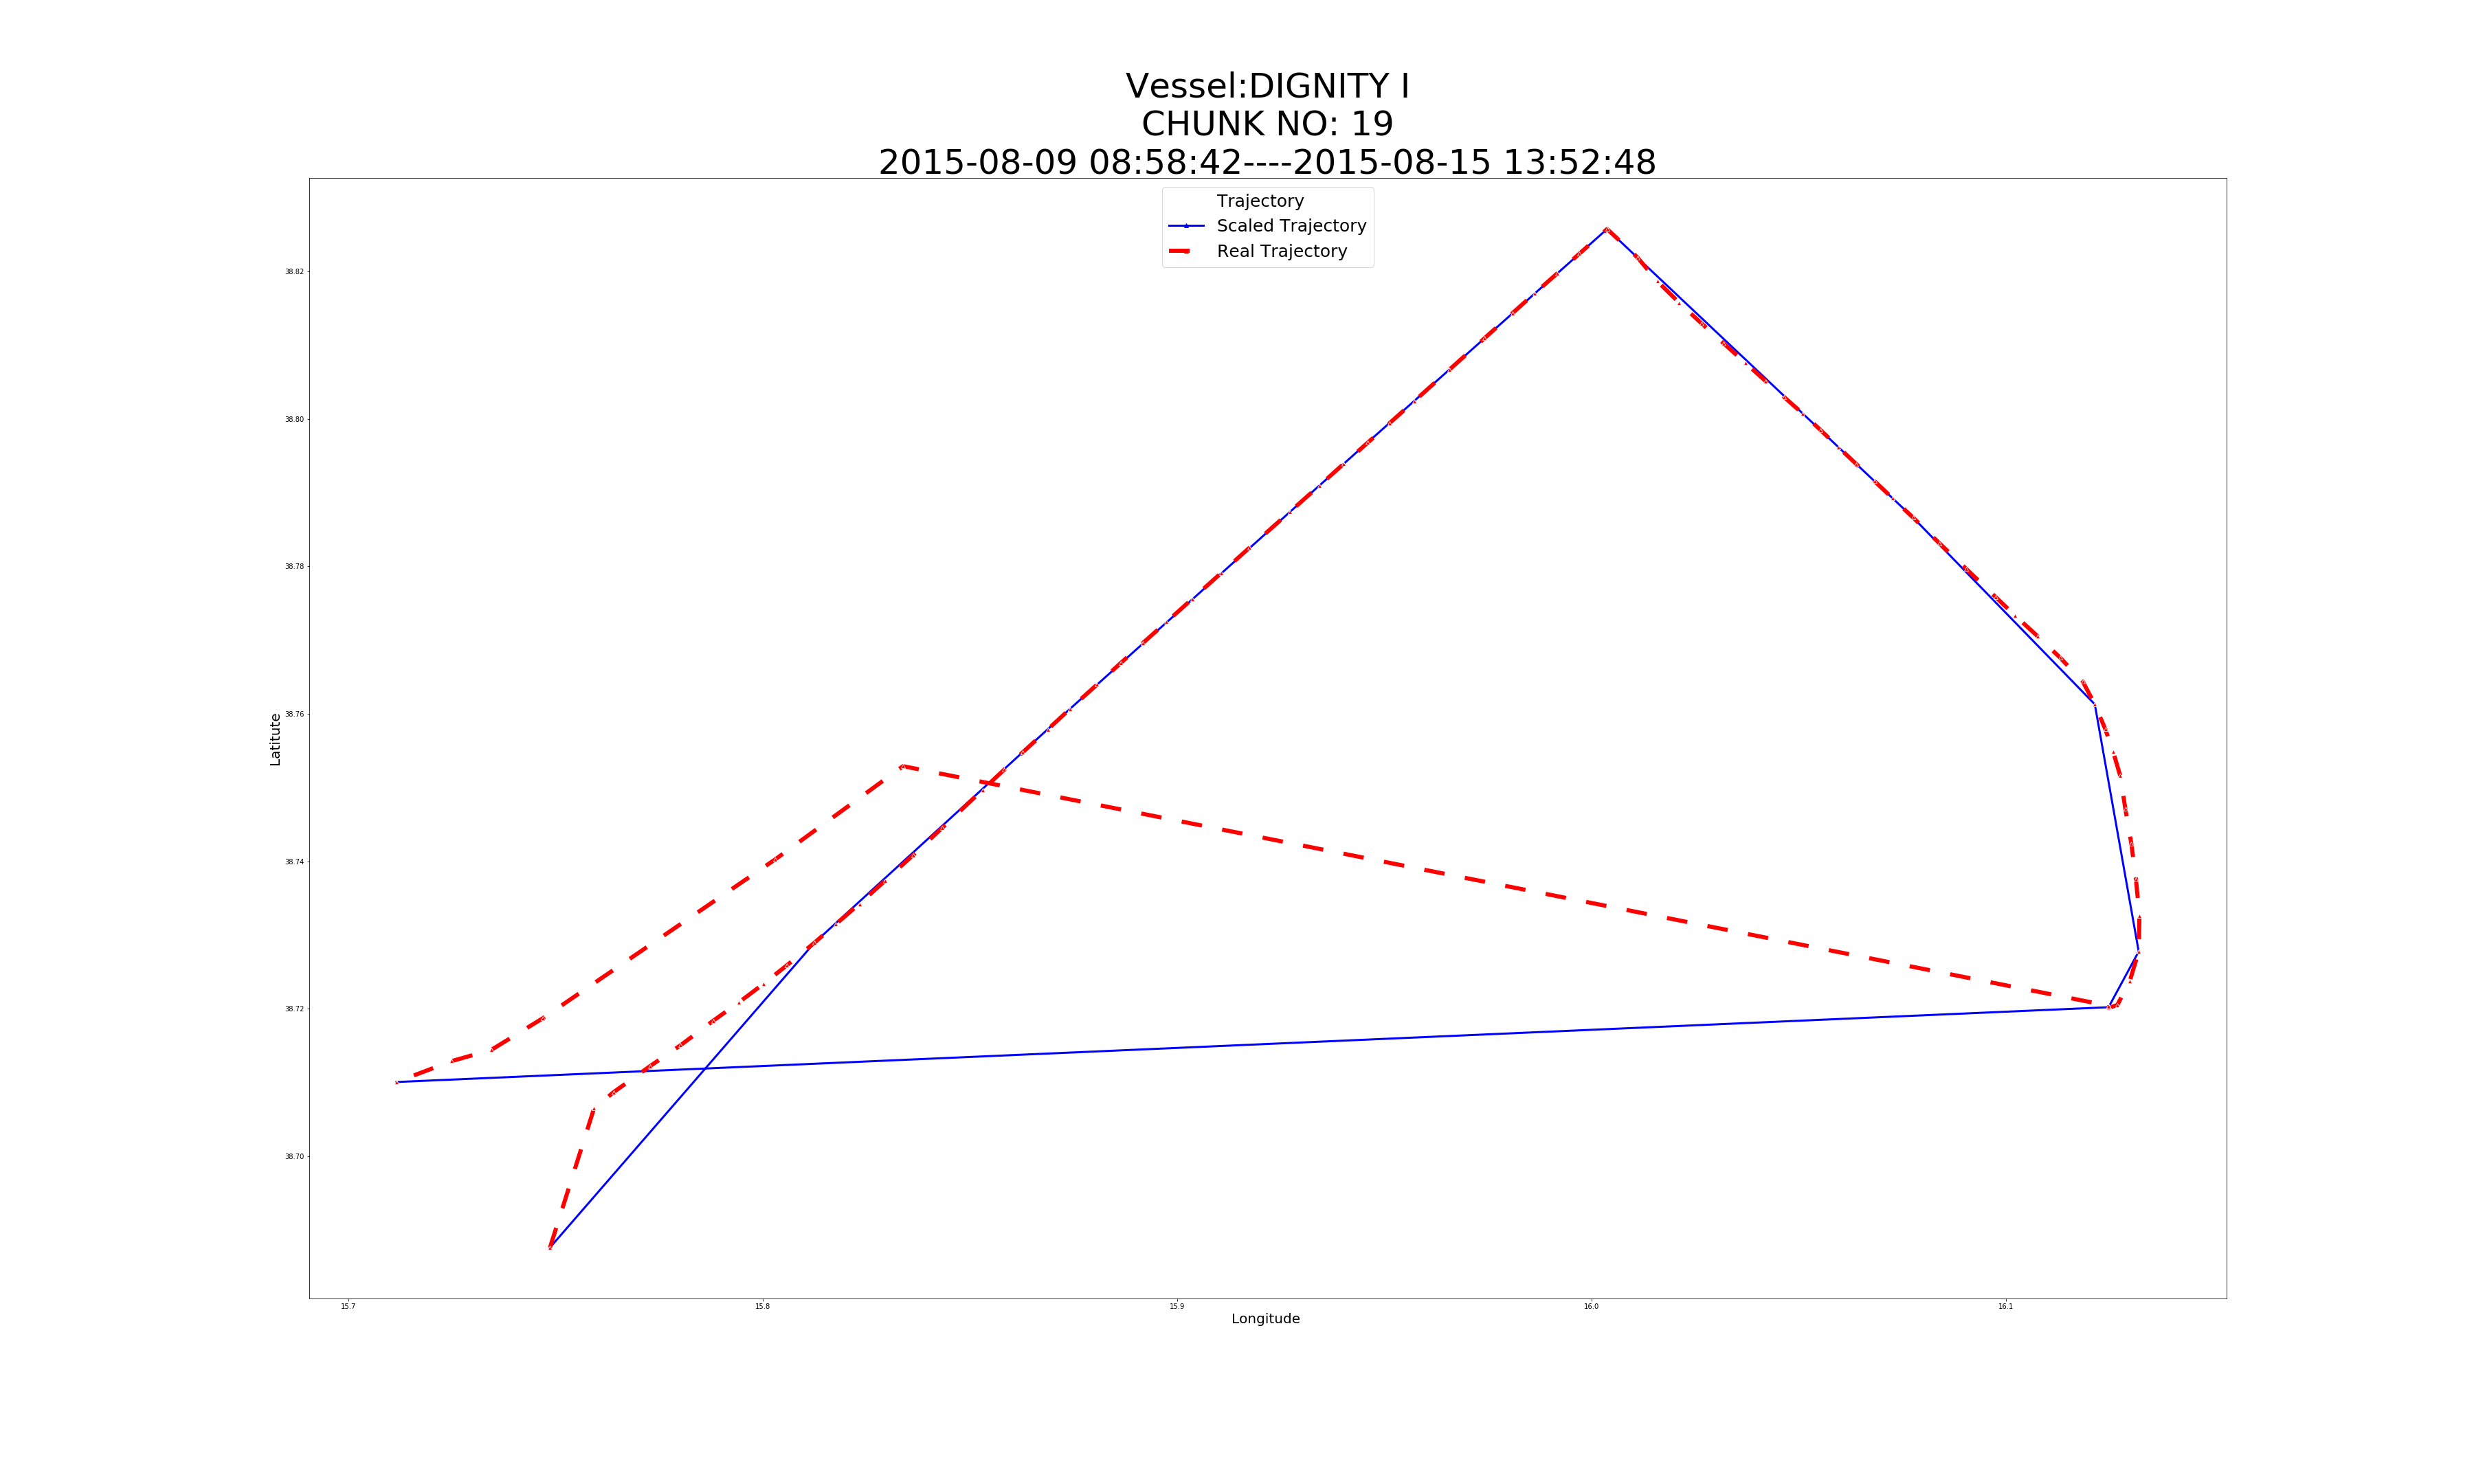 Vessel:DIGNITY I
CHUNK NO: 19
2015-08-09 08:58:42----2015-08-15 13:52:48
Trajectory
Scaled Trajectory
Real Trajectory
38.82
38.80
38.78
38.76
38.74
38.72
38.70
Latitute
15.7
15.8
15.9
16.0
16.1
Longitude